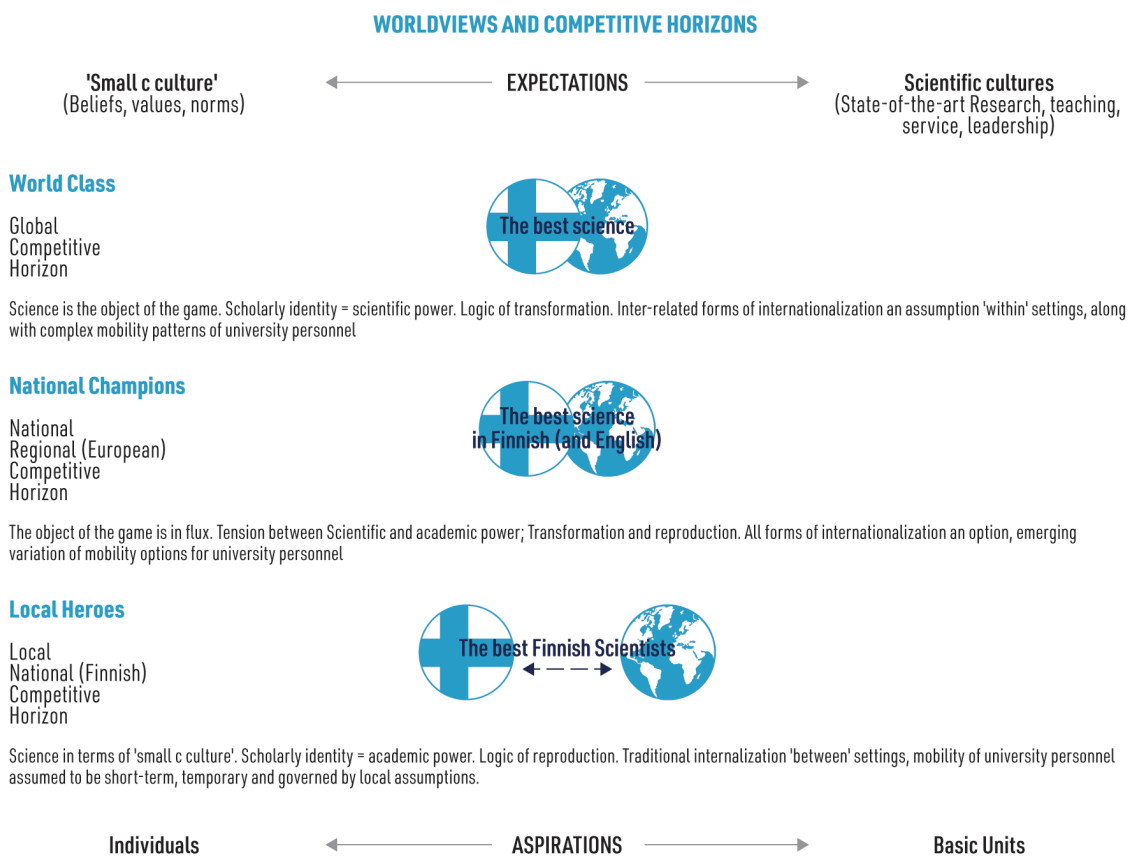 WORLDVIEWS AND COMPETITIVE HORIZONS
'Small c culture'
(Beliefs, values, norms)
EXPECTATIONS
Scientific cultures
(State-of-the-art Research, teaching,
service, leadership)
World Class
Global
Competitive
Horizon
The best science
Science is the object of the game. Scholarly identity = scientific power. Logic of transformation. Inter-related forms of internationalization an assumption 'within' settings, along
with complex mobility patterns of university personnel
National Champions
National
Regional (European)
Competitive
Horizon
The best science
in Finnish (and English)
The object of the game is in flux. Tension between Scientific and academic power; Transformation and reproduction. All forms of internationalization an option, emerging
variation of mobility options for university personnel
Local Heroes
Local
National (Finnish)
Competitive
Horizon
The best Finnish Scientists
Science in terms of 'small c culture'. Scholarly identity = academic power. Logic of reproduction. Traditional internalization 'between' settings, mobility of university personnel
assumed to be short-term, temporary and governed by local assumptions.
Individuals
ASPIRATIONS
Basic Units